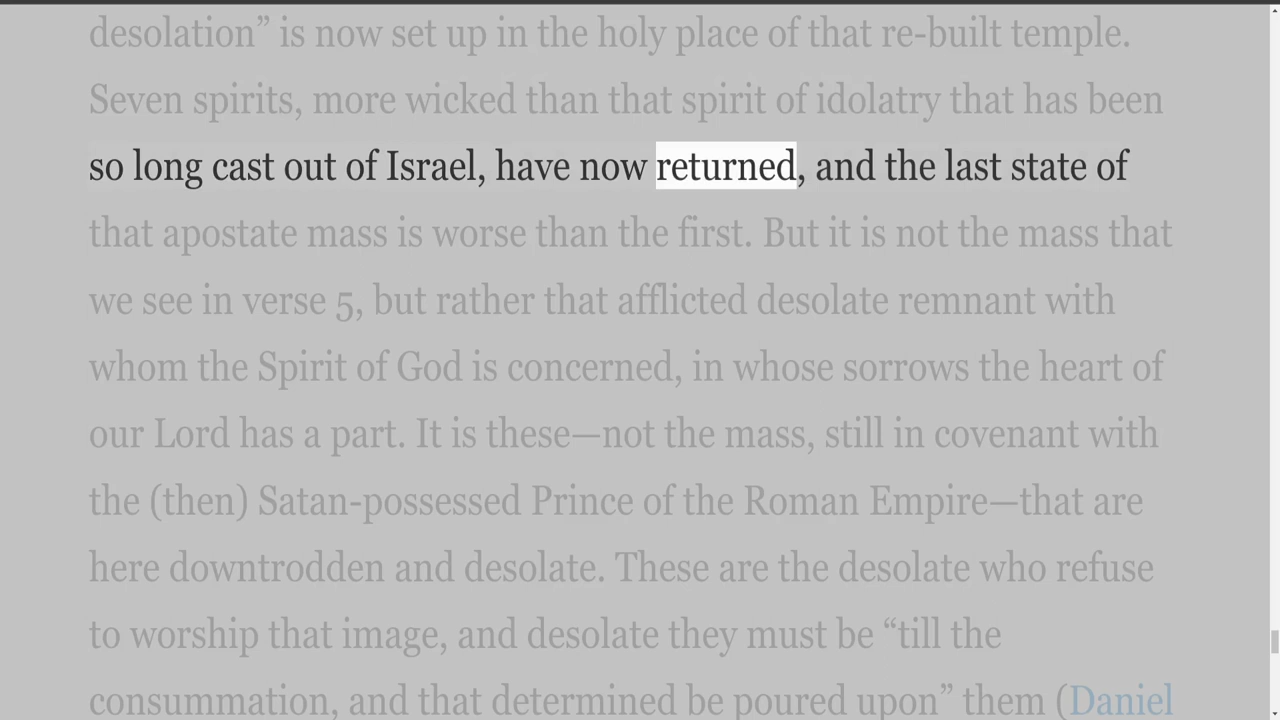 desolation” is now set up in the holy place of that re-built temple.
Seven spirits, more wicked than that spirit of idolatry that has been
so long cast out of Israel, have now returned, and the last state of
that apostate mass is worse than the first. But it is not the mass that
we see in verse 5, but rather that afflicted desolate remnant with
whom the Spirit of God is concerned, in whose sorrows the heart of
our Lord has a part. It is these—not the mass, still in covenant with
the (then) Satan-possessed Prince of the Roman Empire—that are
here downtrodden and desolate. These are the desolate who refuse
to worship that image, and desolate they must be “till the
consummation, and that determined be poured upon” them (Daniel